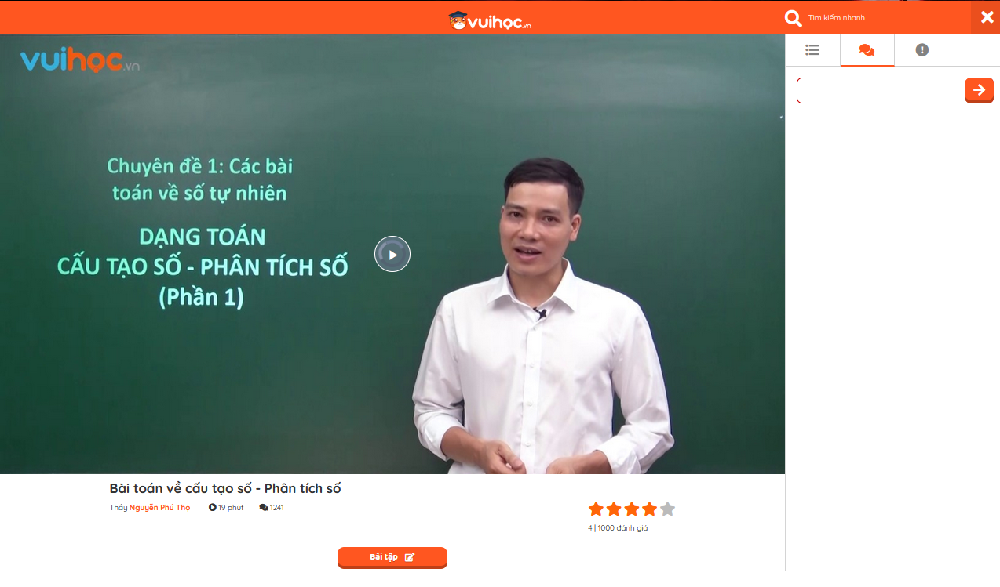 vuihọc.vn
Tìm kiếm nhanh
vuihọc.vn
Chuyên đề 1: Các bài
toán về số tự nhiên
DẠNG TOÁN
CẤU TẠO SỐ - PHÂN TÍCH SỐ
(Phần 1)
Bài toán về cấu tạo số - Phân tích số
Thầy Nguyễn Phú Thọ 19 phút 1241
4 | 1000 đánh giá
Bài tập